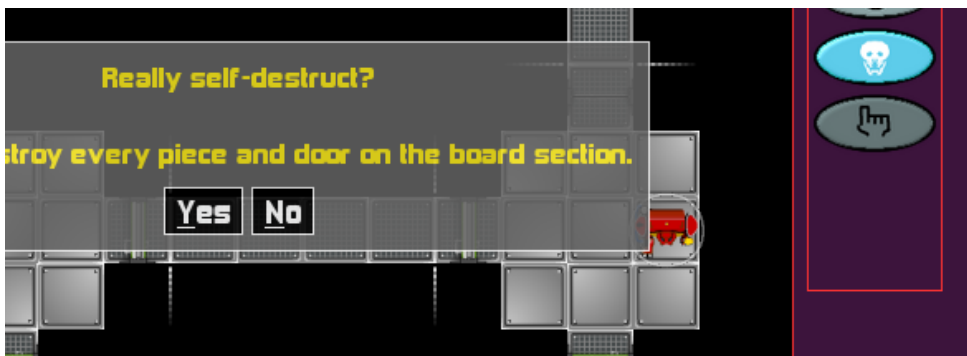 Really self-destruct?
stroy every piece and door on the board section.
Yes No